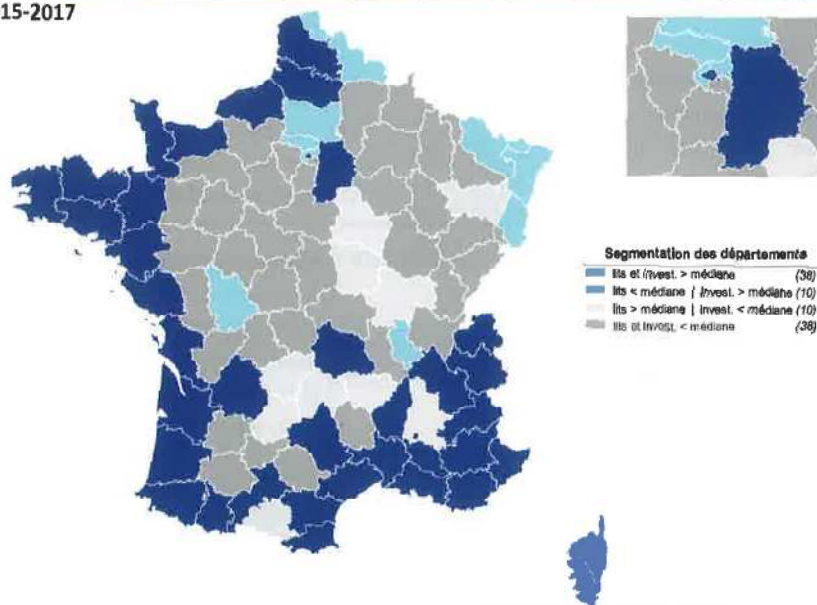 15-2017
Segmentation des départements
lits et invest. > médiane (38)
lits < médiane | invest. > médiane (10)
lits > médiane | invest. < médiane (10)
lits et invest. < médiane (38)